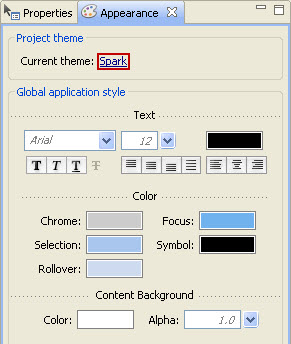 Properties Appearance
Project theme
Current theme: Spark
Global application style
Text
Arial 12
T T T T
Color
Chrome: Focus:
Selection: Symbol:
Rollover:
Content Background
Color: Alpha: 1.0